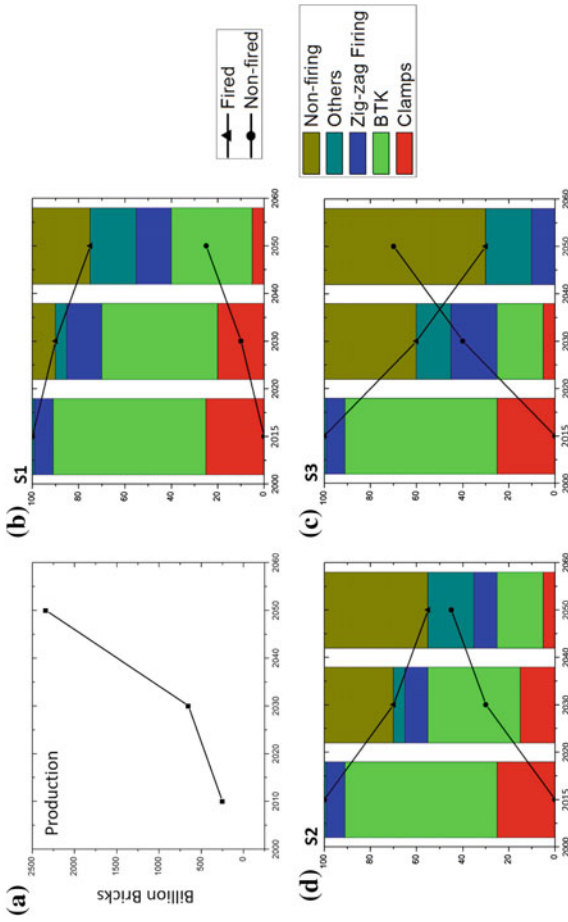 (a)
Production
Billion Bricks
2500
2000
1500
1000
500
0
2000 2010 2020 2030 2040 2050 2060
(b)
S1
100
80
60
40
20
0
2000 2015 2020 2030 2040 2050 2060
Fired
Non-fired
(d)
S2
100
80
60
40
20
0
2000 2015 2020 2030 2040 2050 2060
(c)
S3
100
80
60
40
20
0
2000 2015 2020 2030 2040 2050 2060
Non-firing
Others
Zig-zag Firing
BTK
Clamps